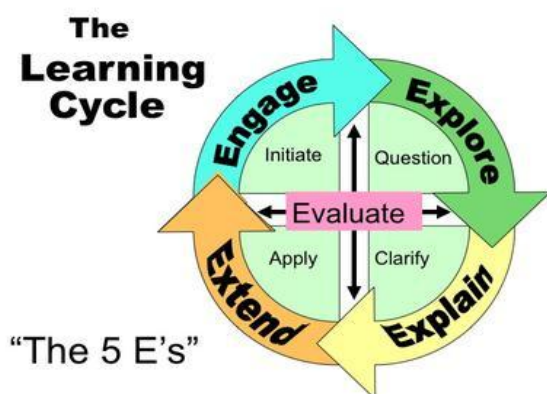 The
Learning
Cycle
Engage
Explore
Initiate
Question
Evaluate
Apply
Clarify
Extend
Explain
“The 5 E’s”